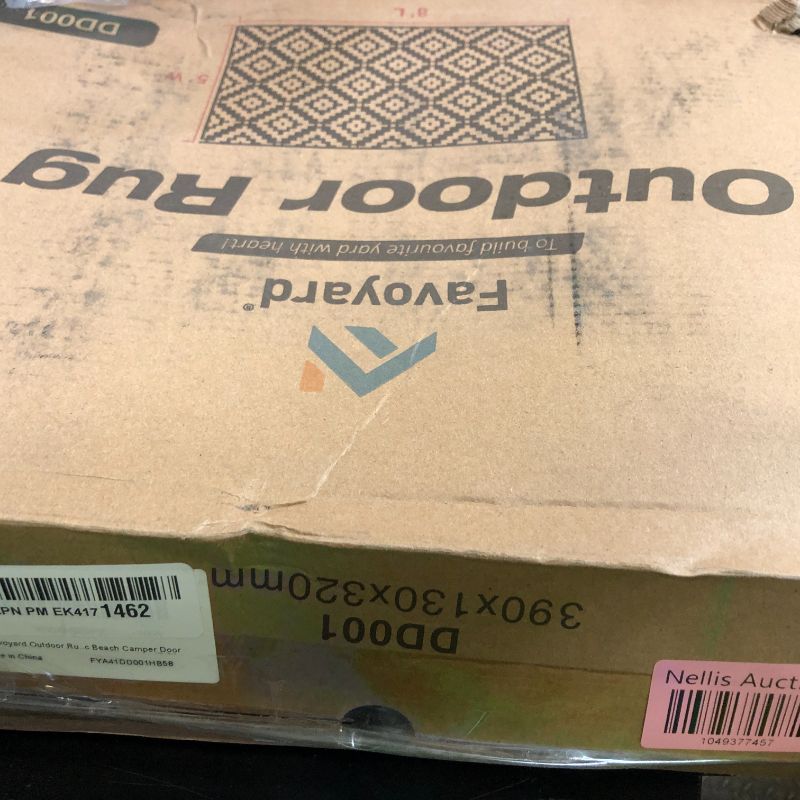 DD001
8' L
5' W
Outdoor Rug
To build favourite yard with heart!
Favoyard®
390x130x320mm
DD001
PN PM EK417 1462
voyard Outdoor Ru...c Beach Camper Door
e in China
FYA41DD001HB58
Nellis Aucti
1049377457